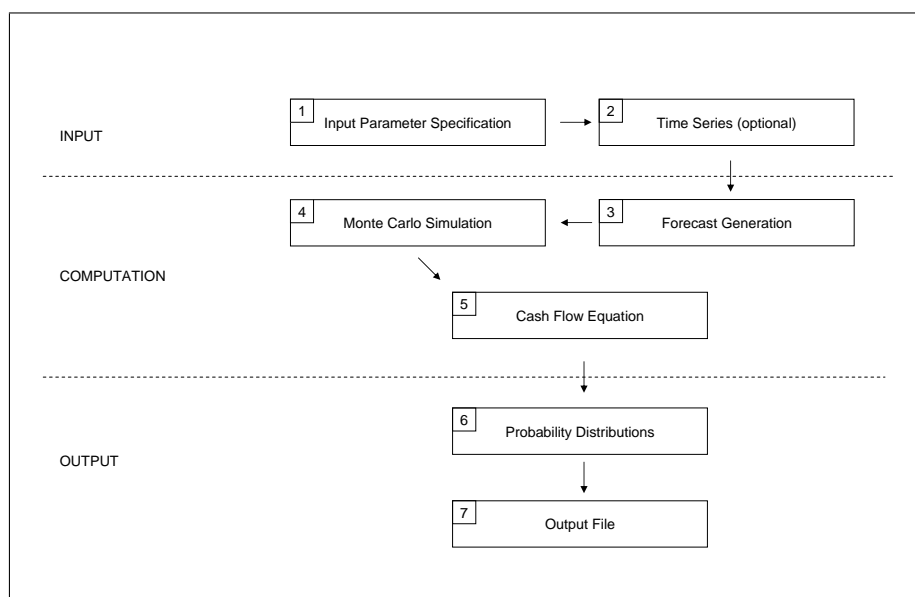 INPUT
1
Input Parameter Specification
2
Time Series (optional)
4
Monte Carlo Simulation
3
Forecast Generation
COMPUTATION
5
Cash Flow Equation
6
Probability Distributions
OUTPUT
7
Output File